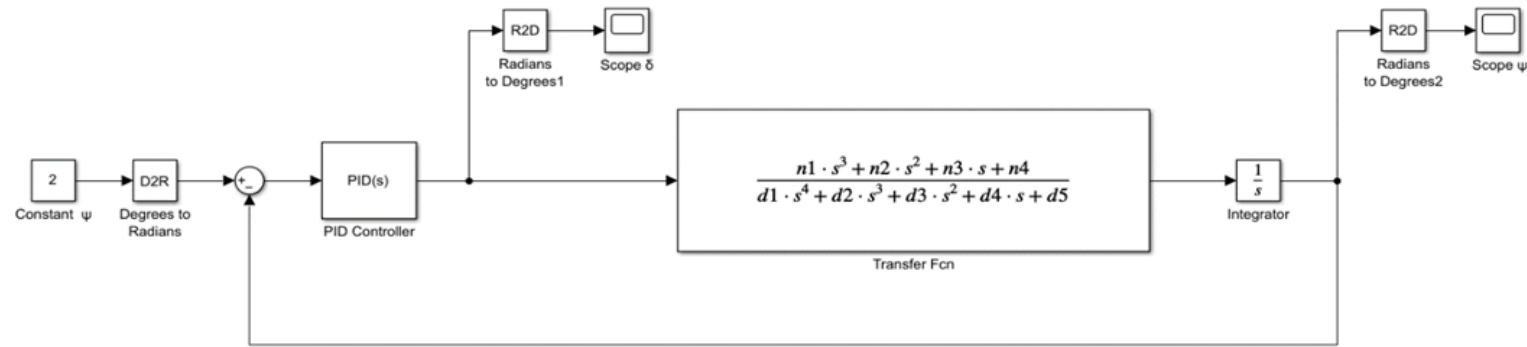 R2D
Radians
to Degrees1
Scope δ
R2D
Radians
to Degrees2
Scope ψ
2
Constant ψ
D2R
Degrees to
Radians
+
−
PID(s)
PID Controller
n1 · s³ + n2 · s² + n3 · s + n4
d1 · s⁴ + d2 · s³ + d3 · s² + d4 · s + d5
Transfer Fcn
1
s
Integrator